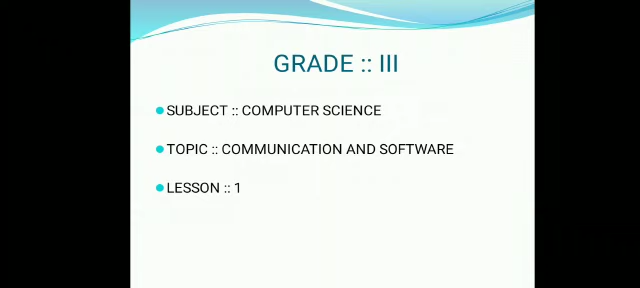 GRADE :: III
SUBJECT :: COMPUTER SCIENCE
TOPIC :: COMMUNICATION AND SOFTWARE
LESSON :: 1